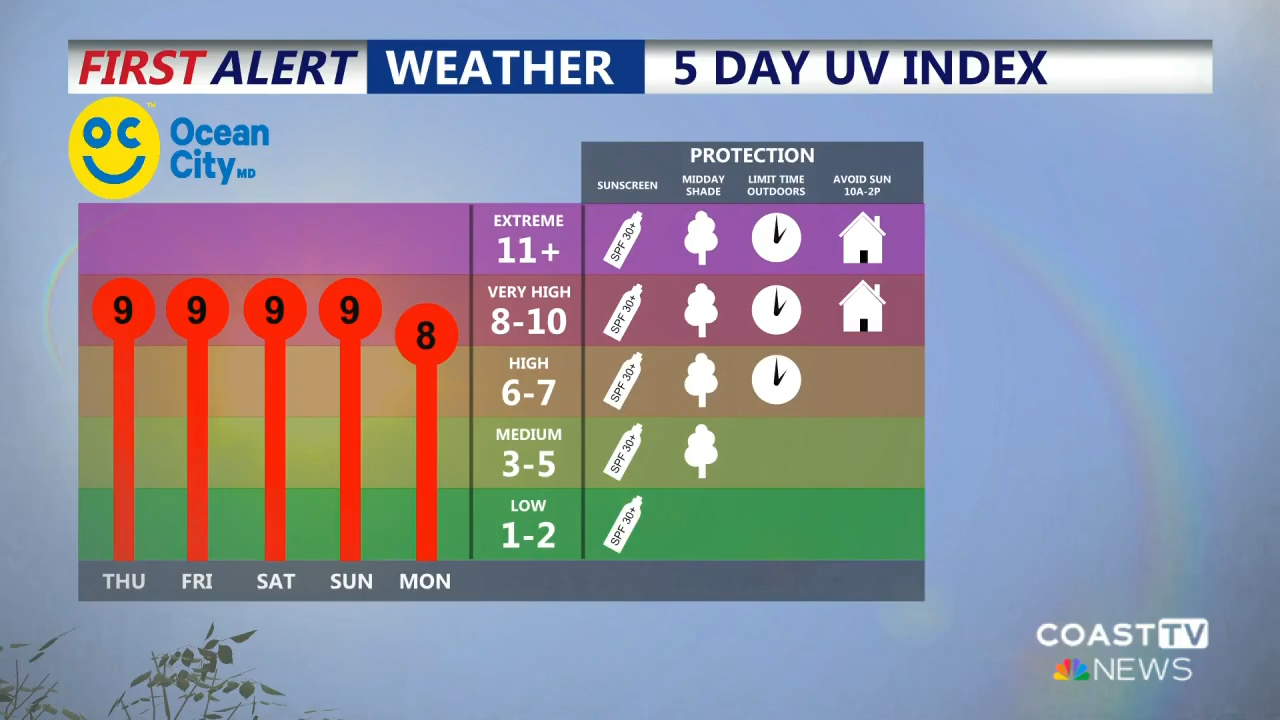 FIRST ALERT WEATHER 5 DAY UV INDEX
OC
TM
Ocean
City MD
PROTECTION
SUNSCREEN
MIDDAY
SHADE
LIMIT TIME
OUTDOORS
AVOID SUN
10A-2P
EXTREME
11+
SPF 30+
9 9 9 9 8
VERY HIGH
8-10
SPF 30+
HIGH
6-7
SPF 30+
MEDIUM
3-5
SPF 30+
LOW
1-2
SPF 30+
THU FRI SAT SUN MON
COAST TV
NEWS